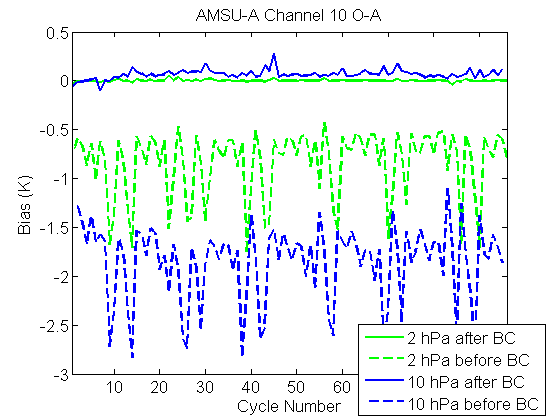 AMSU-A Channel 10 O-A
0.5
0
-0.5
-1
-1.5
-2
-2.5
-3
Bias (K)
10 20 30 40 50 60
Cycle Number
2 hPa after BC
2 hPa before BC
10 hPa after BC
10 hPa before BC